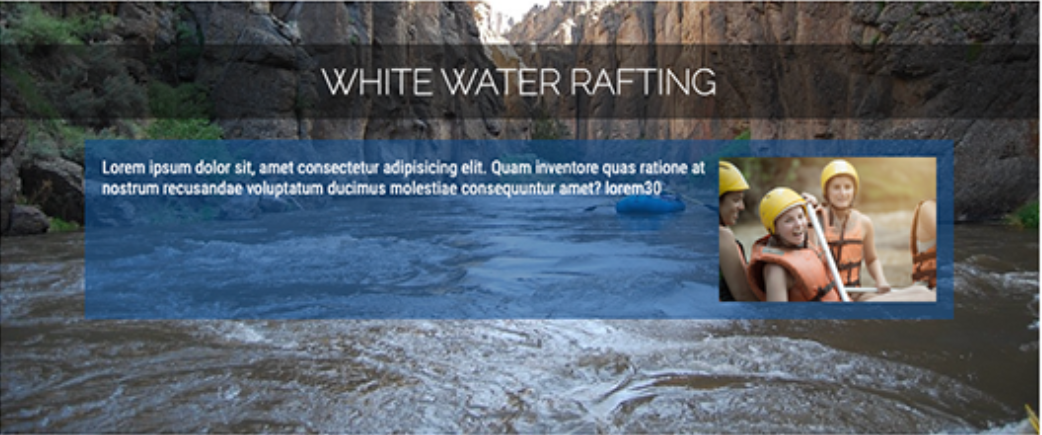 WHITE WATER RAFTING
Lorem ipsum dolor sit, amet consectetur adipisicing elit. Quam inventore quas ratione at
nostrum recusandae voluptatum ducimus molestiae consequuntur amet? lorem30